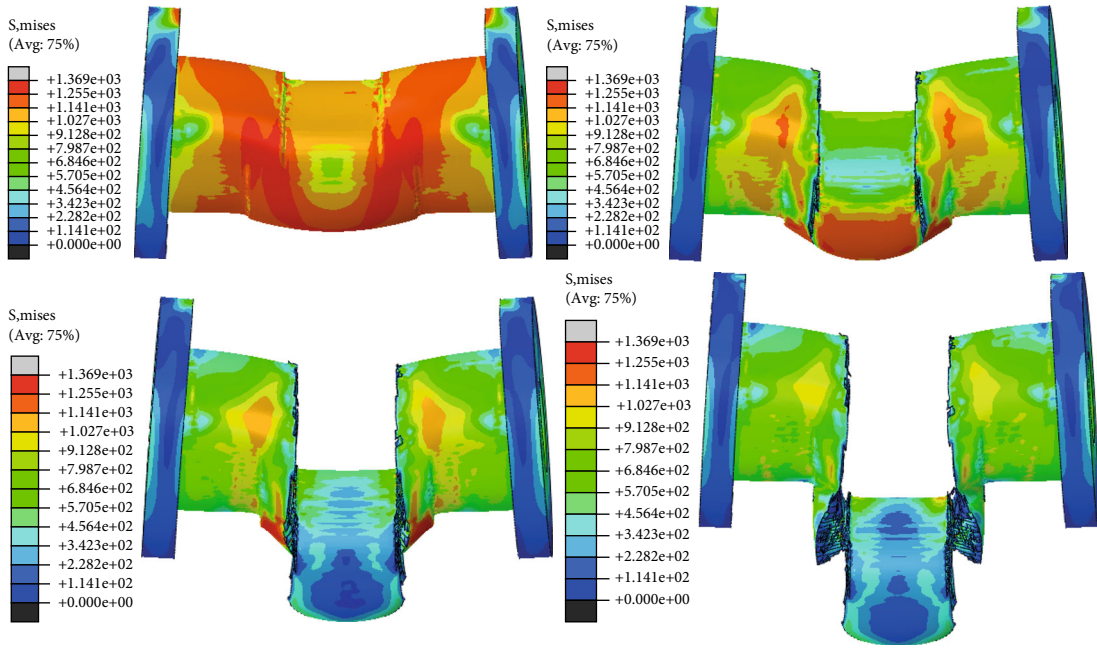 S,mises
(Avg: 75%)
+1.369e+03
+1.255e+03
+1.141e+03
+1.027e+03
+9.128e+02
+7.987e+02
+6.846e+02
+5.705e+02
+4.564e+02
+3.423e+02
+2.282e+02
+1.141e+02
+0.000e+00
S,mises
(Avg: 75%)
+1.369e+03
+1.255e+03
+1.141e+03
+1.027e+03
+9.128e+02
+7.987e+02
+6.846e+02
+5.705e+02
+4.564e+02
+3.423e+02
+2.282e+02
+1.141e+02
+0.000e+00
S,mises
(Avg: 75%)
+1.369e+03
+1.255e+03
+1.141e+03
+1.027e+03
+9.128e+02
+7.987e+02
+6.846e+02
+5.705e+02
+4.564e+02
+3.423e+02
+2.282e+02
+1.141e+02
+0.000e+00
S,mises
(Avg: 75%)
+1.369e+03
+1.255e+03
+1.141e+03
+1.027e+03
+9.128e+02
+7.987e+02
+6.846e+02
+5.705e+02
+4.564e+02
+3.423e+02
+2.282e+02
+1.141e+02
+0.000e+00